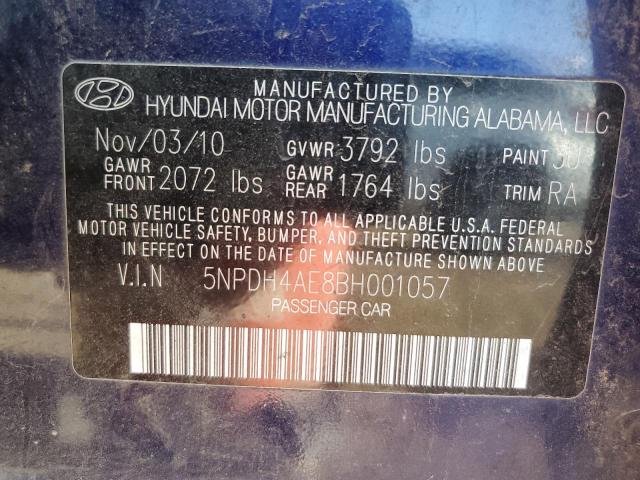 MANUFACTURED BY
HYUNDAI MOTOR MANUFACTURING ALABAMA, LLC
Nov/03/10 GVWR 3792 lbs PAINT
GAWR FRONT 2072 lbs GAWR REAR 1764 lbs TRIM RA
THIS VEHICLE CONFORMS TO ALL APPLICABLE U.S.A. FEDERAL
MOTOR VEHICLE SAFETY, BUMPER, AND THEFT PREVENTION STANDARDS
IN EFFECT ON THE DATE OF MANUFACTURE SHOWN ABOVE.
V.I.N 5NPDH4AE8BH001057
PASSENGER CAR